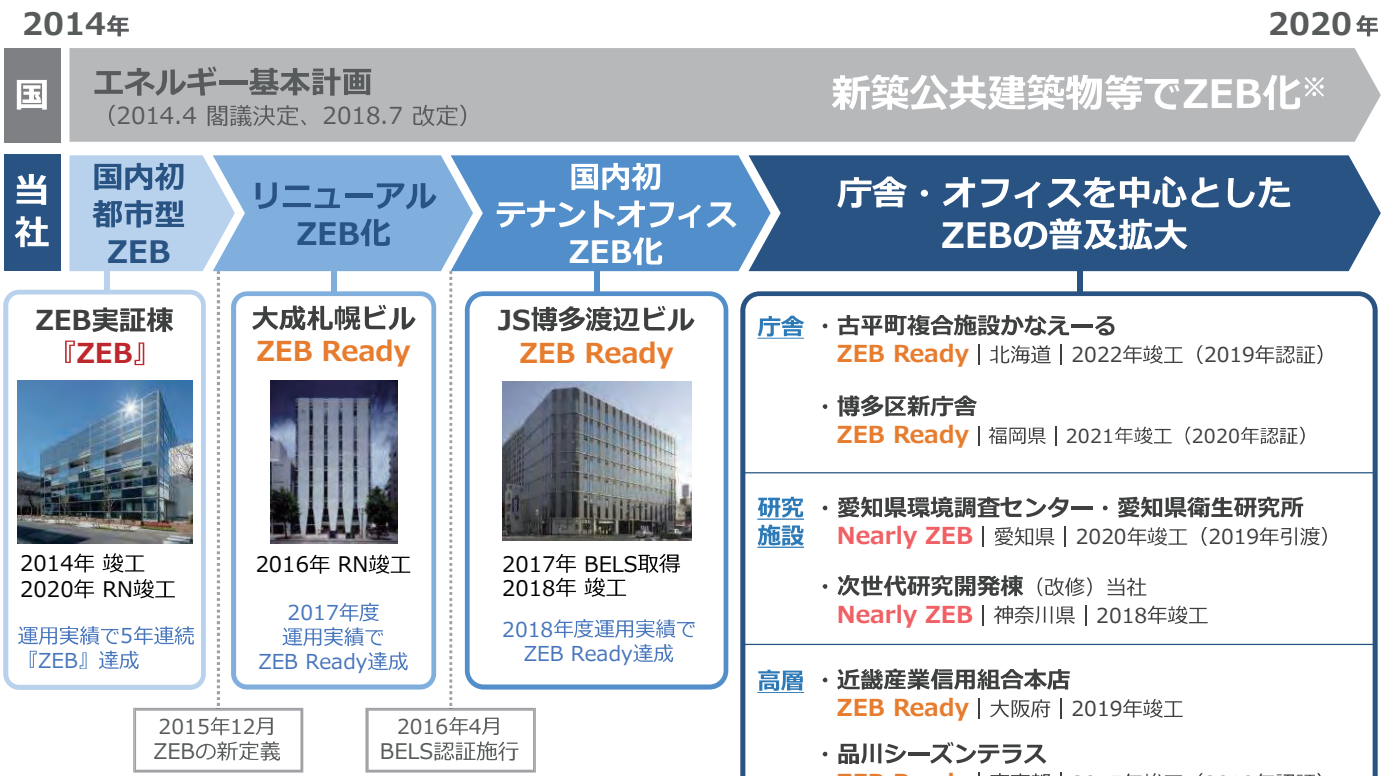 2014年
2020年
国
エネルギー基本計画
（2014.4 閣議決定、2018.7 改定）
新築公共建築物等でZEB化※
当
社
国内初
都市型
ZEB
リニューアル
ZEB化
国内初
テナントオフィス
ZEB化
庁舎・オフィスを中心とした
ZEBの普及拡大
ZEB実証棟
『ZEB』
2014年 竣工
2020年 RN竣工
運用実績で5年連続
『ZEB』達成
大成札幌ビル
ZEB Ready
2016年 RN竣工
2017年度
運用実績で
ZEB Ready達成
JS博多渡辺ビル
ZEB Ready
2017年 BELS取得
2018年 竣工
2018年度運用実績で
ZEB Ready達成
2015年12月
ZEBの新定義
2016年4月
BELS認証施行
庁舎 ・古平町複合施設かなえーる
ZEB Ready｜北海道｜2022年竣工（2019年認証）
・博多区新庁舎
ZEB Ready｜福岡県｜2021年竣工（2020年認証）
研究
施設
・愛知県環境調査センター・愛知県衛生研究所
Nearly ZEB｜愛知県｜2020年竣工（2019年引渡）
・次世代研究開発棟（改修）当社
Nearly ZEB｜神奈川県｜2018年竣工
高層 ・近畿産業信用組合本店
ZEB Ready｜大阪府｜2019年竣工
・品川シーズンテラス
ZEB Ready